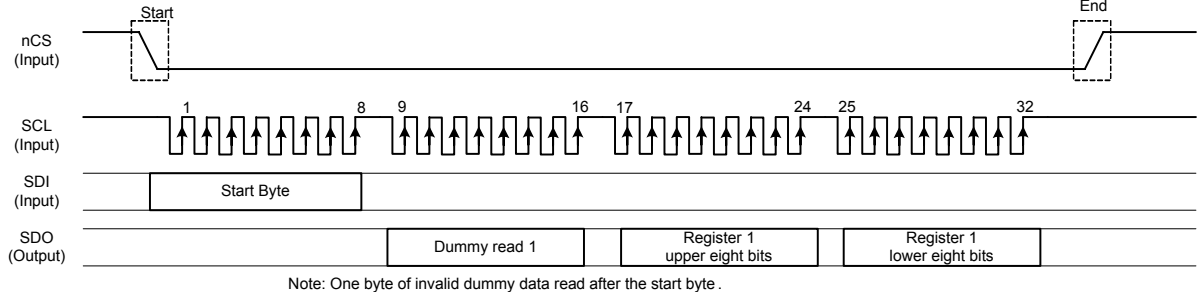 Start
End
nCS
(Input)
1
8
9
16
17
24
25
32
SCL
(Input)
SDI
(Input)
Start Byte
SDO
(Output)
Dummy read 1
Register 1
upper eight bits
Register 1
lower eight bits
Note: One byte of invalid dummy data read after the start byte .